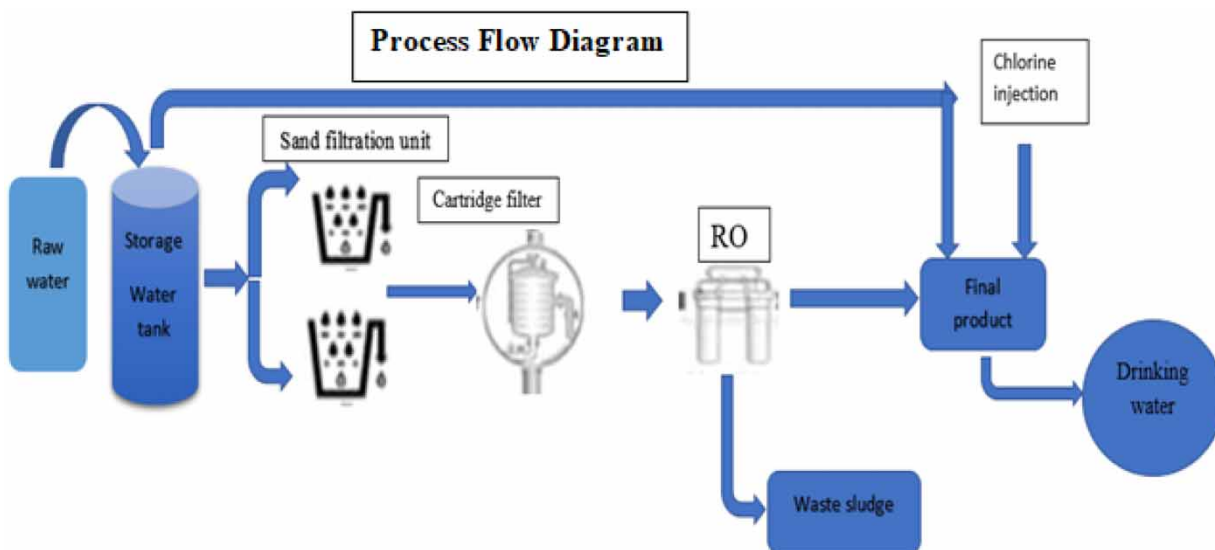 Process Flow Diagram
Chlorine
injection
Sand filtration unit
Cartridge filter
RO
Raw
water
Storage
Water
tank
Final
product
Drinking
water
Waste sludge